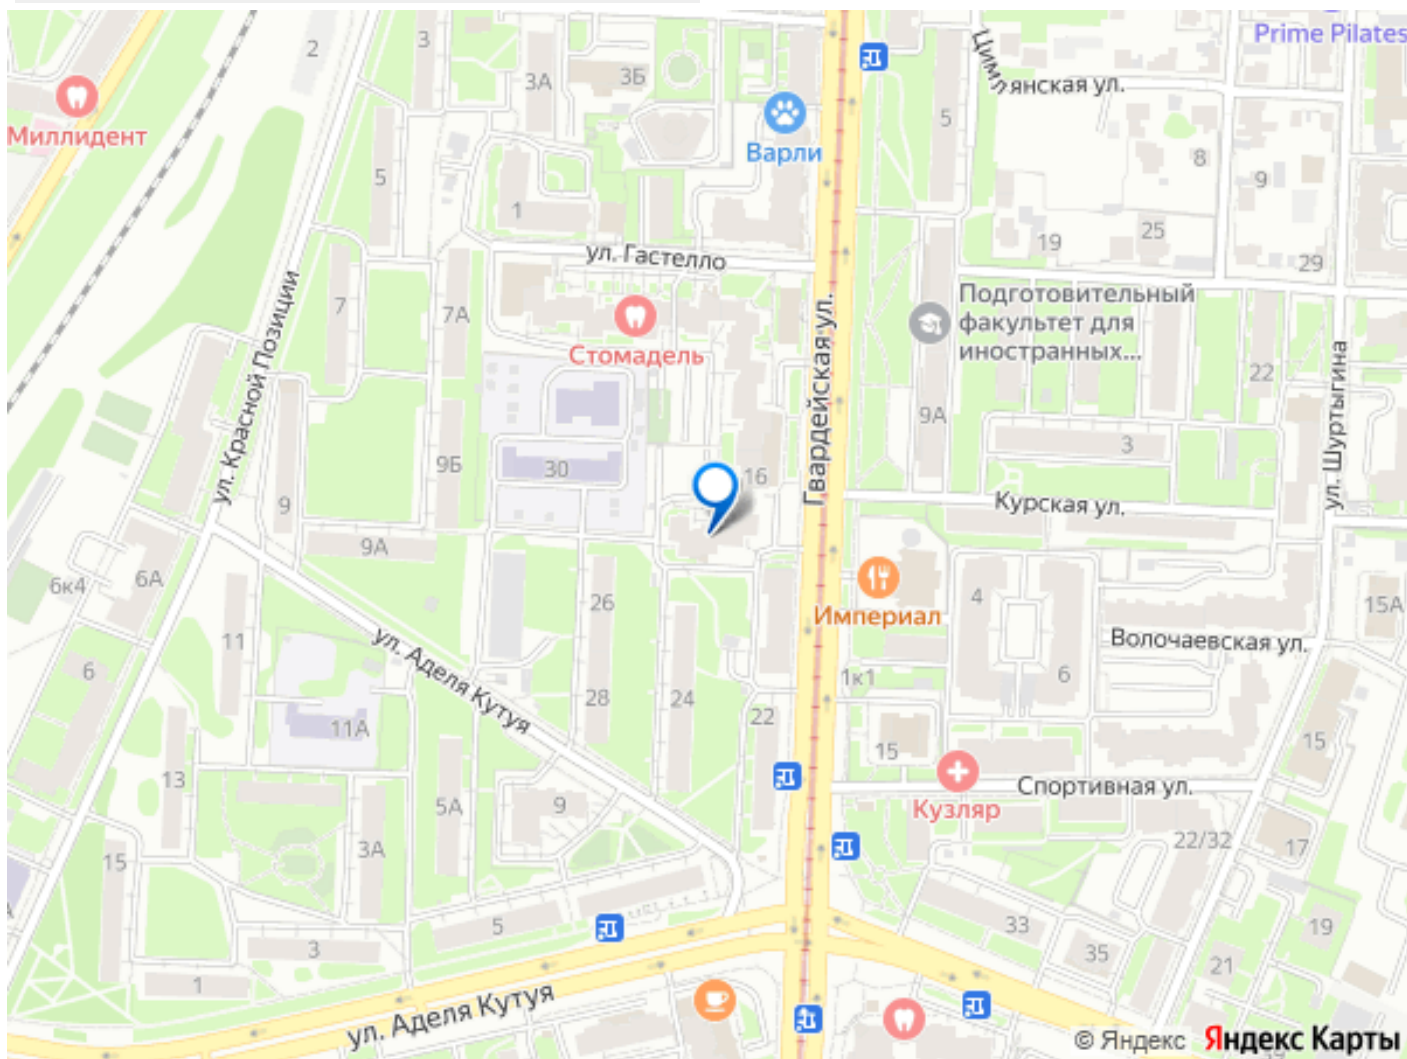 2
3
Prime Pilates
3А
3Б
Цимлянская ул.
Миллидент
5
Варли
5
8
9
1
19
25
ул. Гастелло
29
7
7А
Подготовительный
факультет для
иностранных...
Стомадель
ул. Красной Позиции
Гвардейская ул.
22
ул. Шуртыгина
9А
3
9Б
30
16
9
Курская ул.
9А
6к4
6А
26
4
15А
Империал
11
ул. Аделя Кутуя
Волочаевская ул.
6
28
24
1к1
6
11А
22
15
15
13
Спортивная ул.
5А
9
Кузляр
3А
22/32
17
15
5
33
19
3
35
21
1
ул. Аделя Кутуя
© Яндекс Яндекс Карты